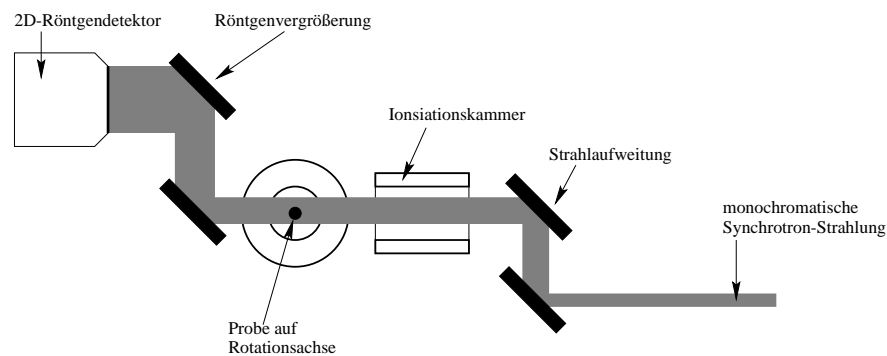 2D-Röntgendetektor
Röntgenvergrößerung
Ionsiationskammer
Strahlaufweitung
monochromatische
Synchrotron-Strahlung
Probe auf
Rotationsachse